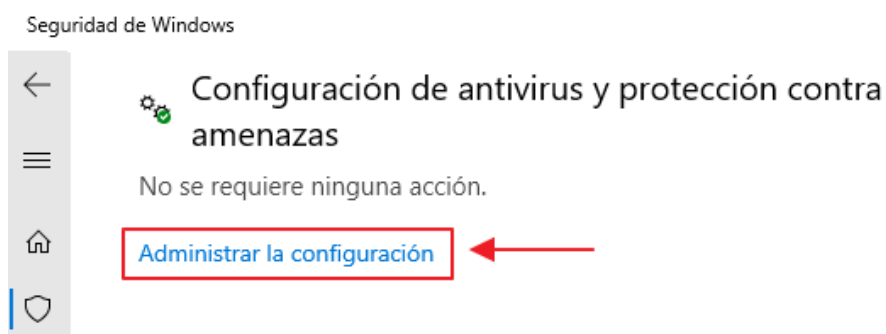 Seguridad de Windows
Configuración de antivirus y protección contra
amenazas
No se requiere ninguna acción.
Administrar la configuración